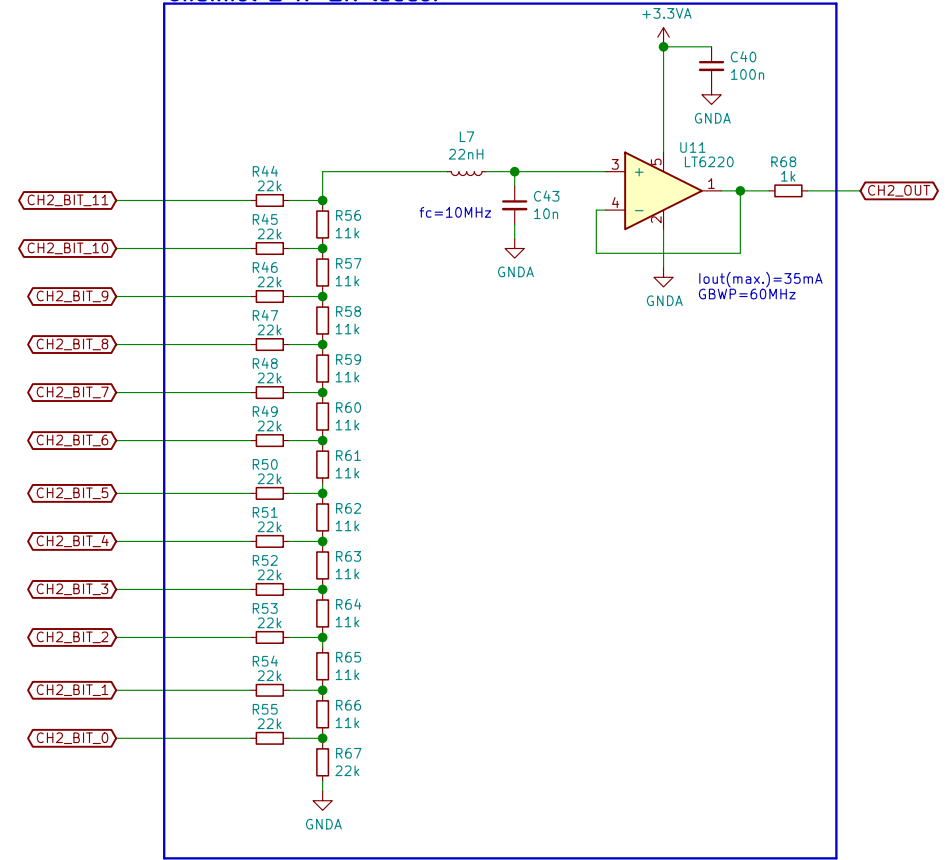 +3.3VA
C40
100n
GNDA
L7
22nH
U11
LT6220
R68
1k
3
+
5
1
4
−
2
CH2_OUT
C43
10n
fc=10MHz
GNDA
GNDA
Iout(max.)=35mA
GBWP=60MHz
R44
22k
CH2_BIT_11
R56
11k
R45
22k
CH2_BIT_10
R57
11k
R46
22k
CH2_BIT_9
R58
11k
R47
22k
CH2_BIT_8
R59
11k
R48
22k
CH2_BIT_7
R60
11k
R49
22k
CH2_BIT_6
R61
11k
R50
22k
CH2_BIT_5
R62
11k
R51
22k
CH2_BIT_4
R63
11k
R52
22k
CH2_BIT_3
R64
11k
R53
22k
CH2_BIT_2
R65
11k
R54
22k
CH2_BIT_1
R66
11k
R55
22k
CH2_BIT_0
R67
22k
GNDA